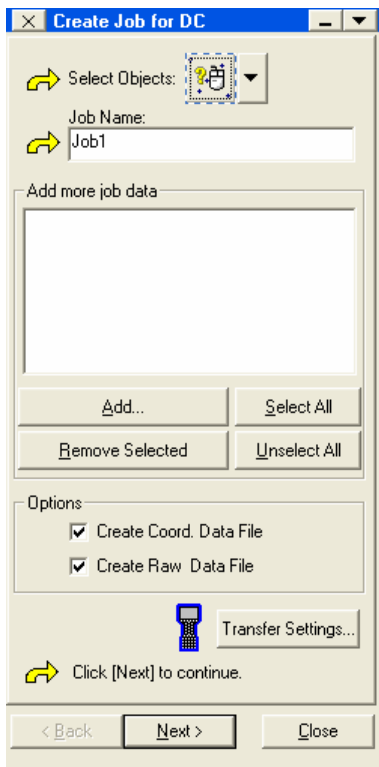 Create Job for DC
Select Objects:
Job Name:
Job1
Add more job data
Add... Select All
Remove Selected Unselect All
Options
Create Coord. Data File
Create Raw Data File
Transfer Settings...
Click [Next] to continue.
< Back Next > Close